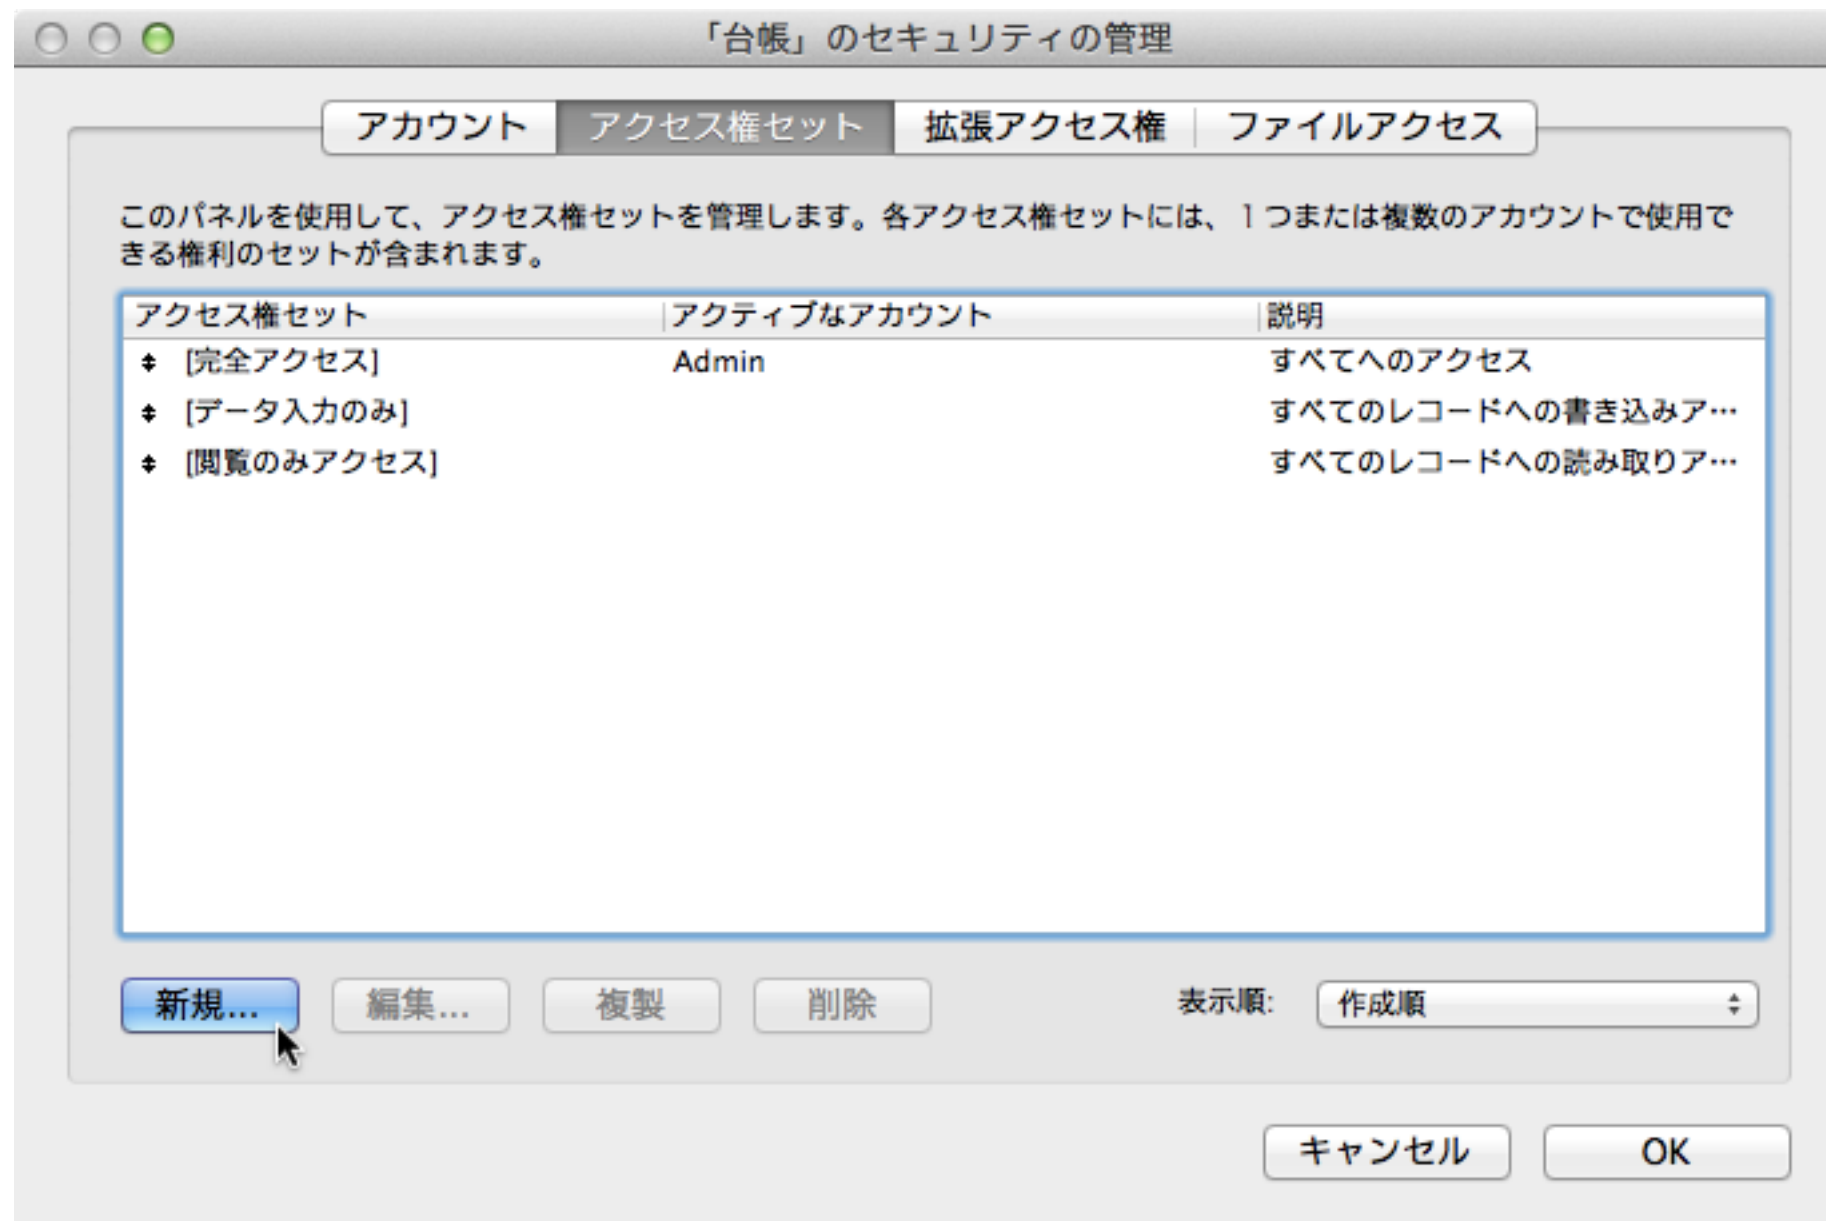 「台帳」のセキュリティの管理
アカウント アクセス権セット 拡張アクセス権 ファイルアクセス
このパネルを使用して、アクセス権セットを管理します。各アクセス権セットには、1つまたは複数のアカウントで使用で
きる権利のセットが含まれます。
アクセス権セット アクティブなアカウント 説明
[完全アクセス] Admin すべてへのアクセス
[データ入力のみ] すべてのレコードへの書き込みア…
[閲覧のみアクセス] すべてのレコードへの読み取りア…
新規... 編集... 複製 削除 表示順: 作成順
キャンセル OK